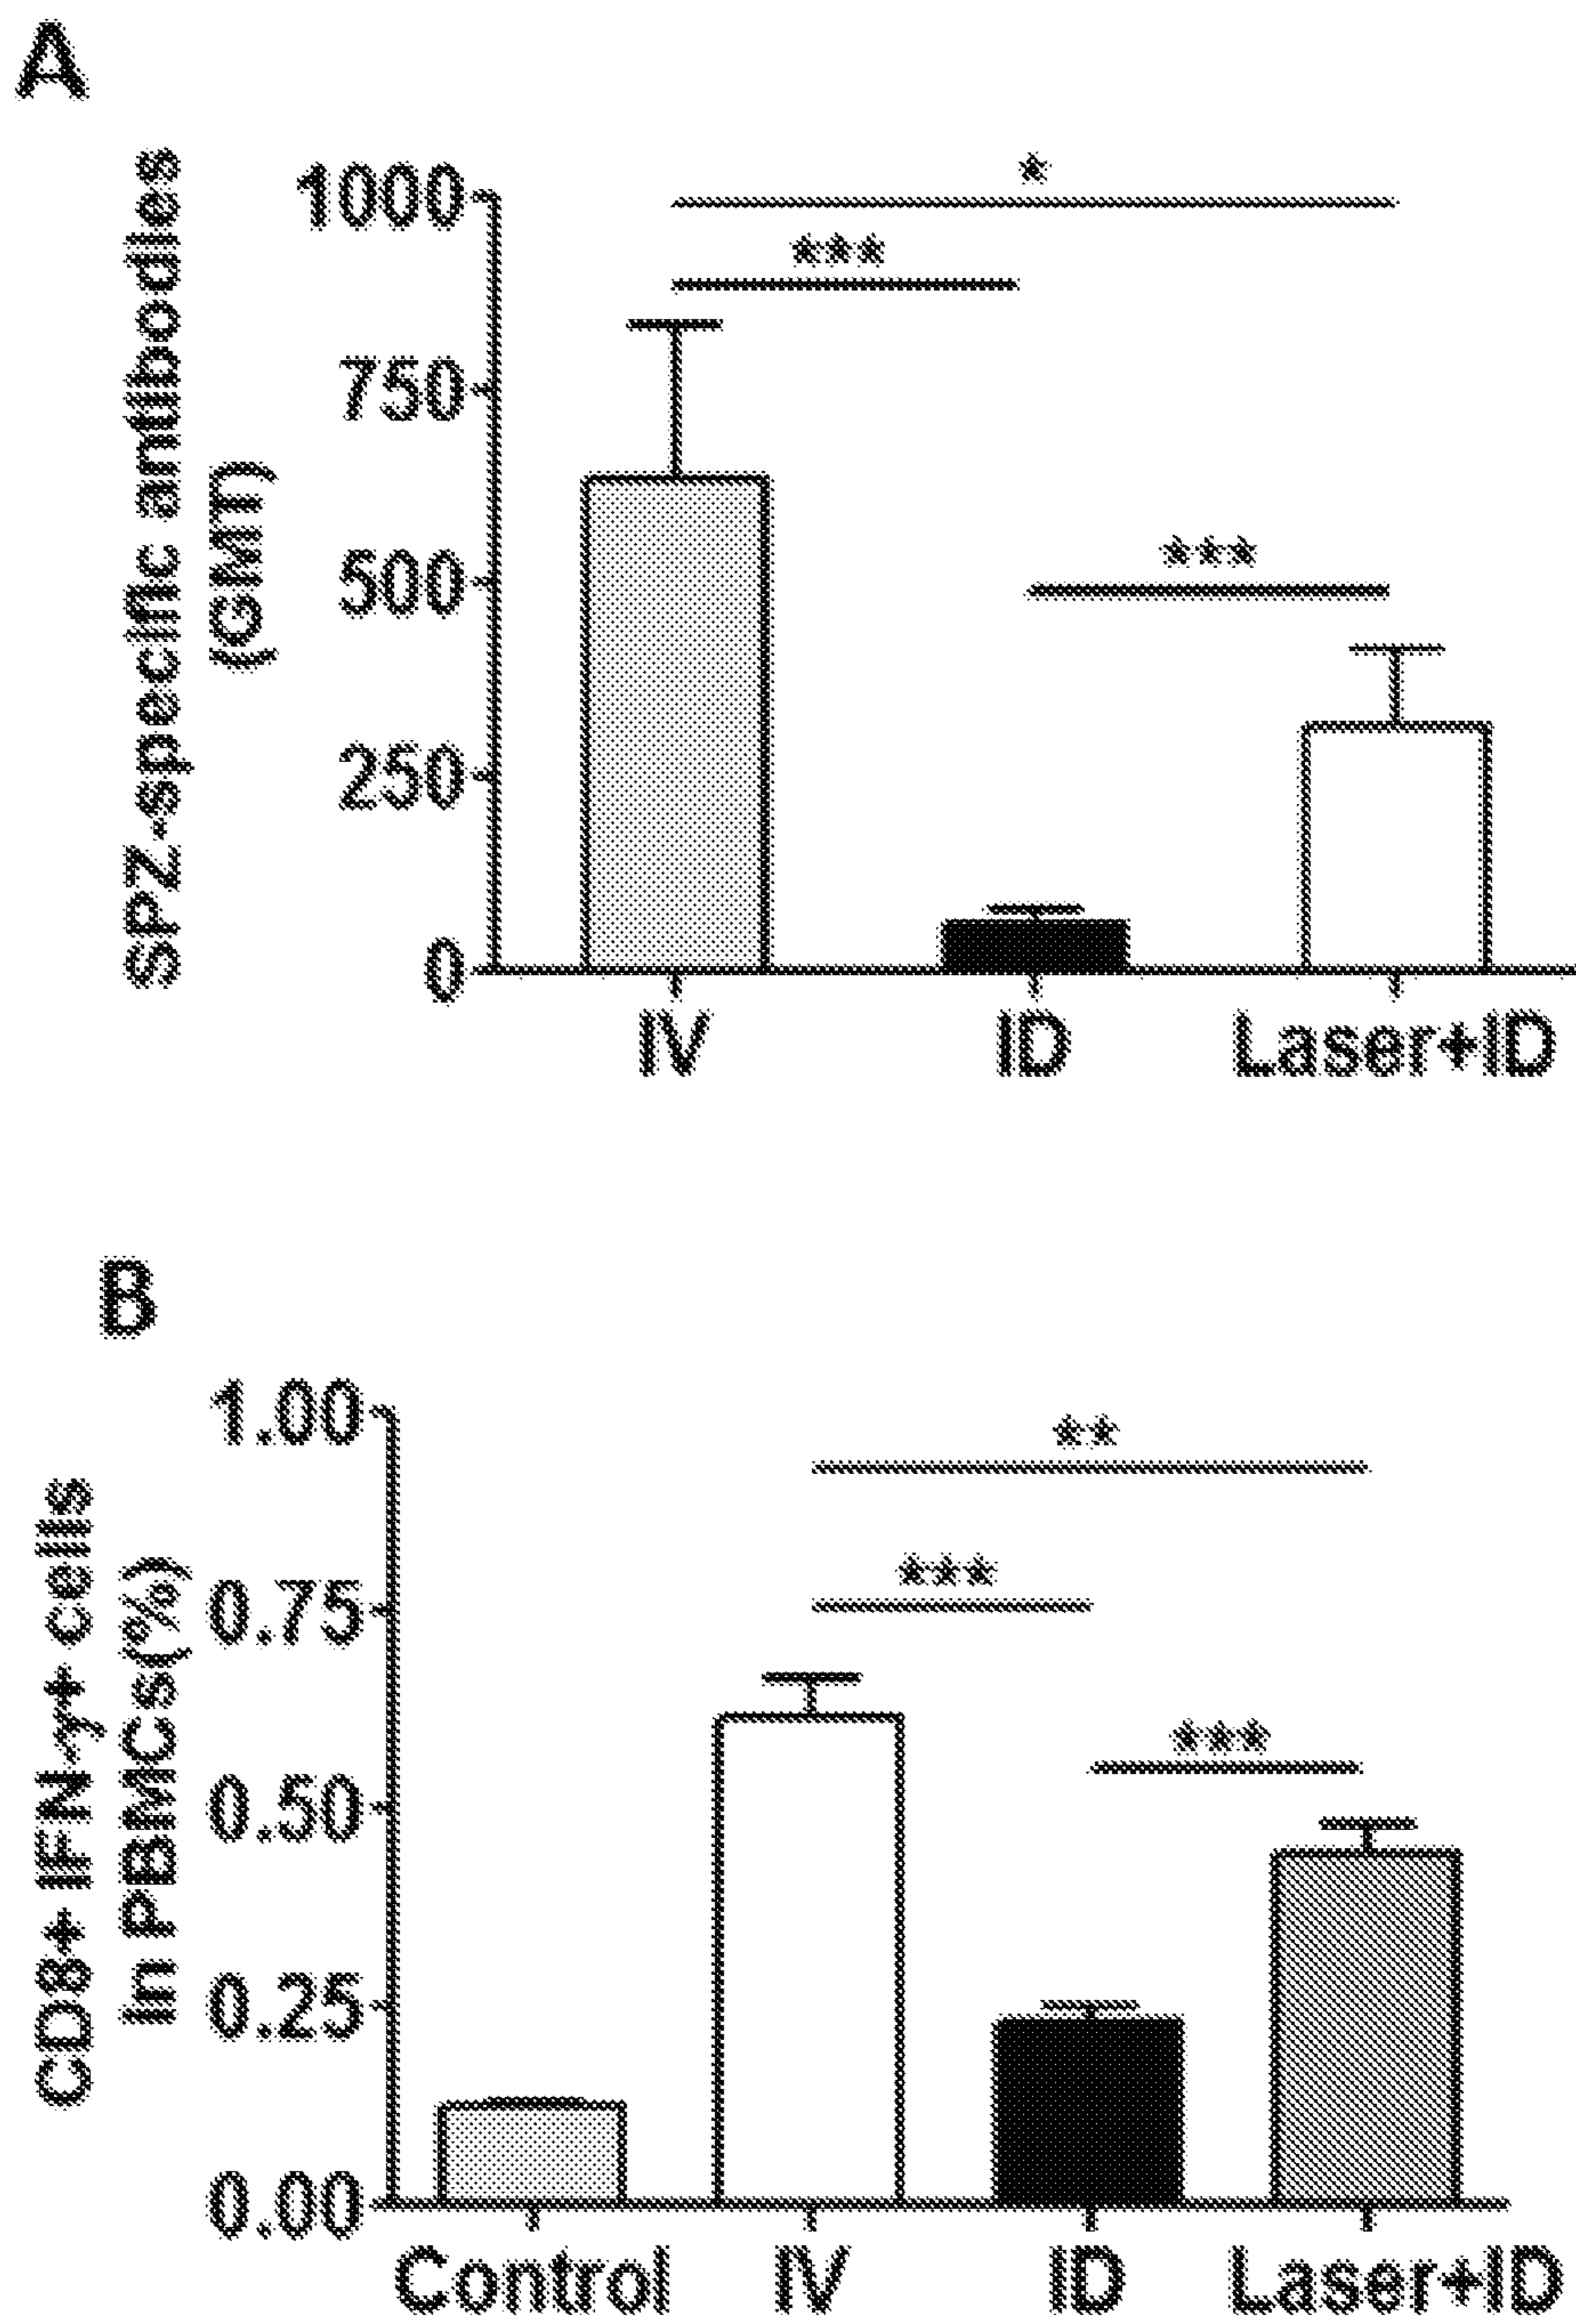 A
SPZ-specific antibodies
(GMT)
1000
750
500
250
0
*
***
***
IV
ID
Laser+ID
B
CD8+ IFN-γ+ cells
in PBMCs(%)
1.00
0.75
0.50
0.25
0.00
**
***
***
Control
IV
ID
Laser+ID